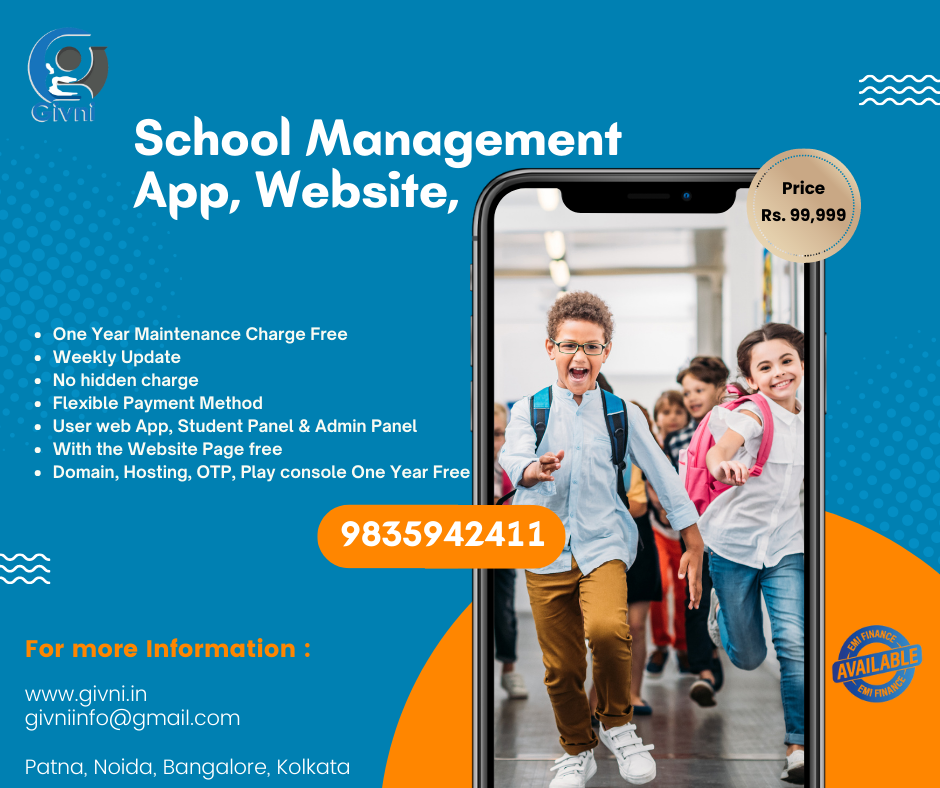 Givni
School Management
App, Website,
Price
Rs. 99,999
One Year Maintenance Charge Free
Weekly Update
No hidden charge
Flexible Payment Method
User web App, Student Panel & Admin Panel
With the Website Page free
Domain, Hosting, OTP, Play console One Year Free
9835942411
For more Information :
www.givni.in
givniinfo@gmail.com
Patna, Noida, Bangalore, Kolkata
EMI FINANCE
AVAILABLE
EMI FINANCE